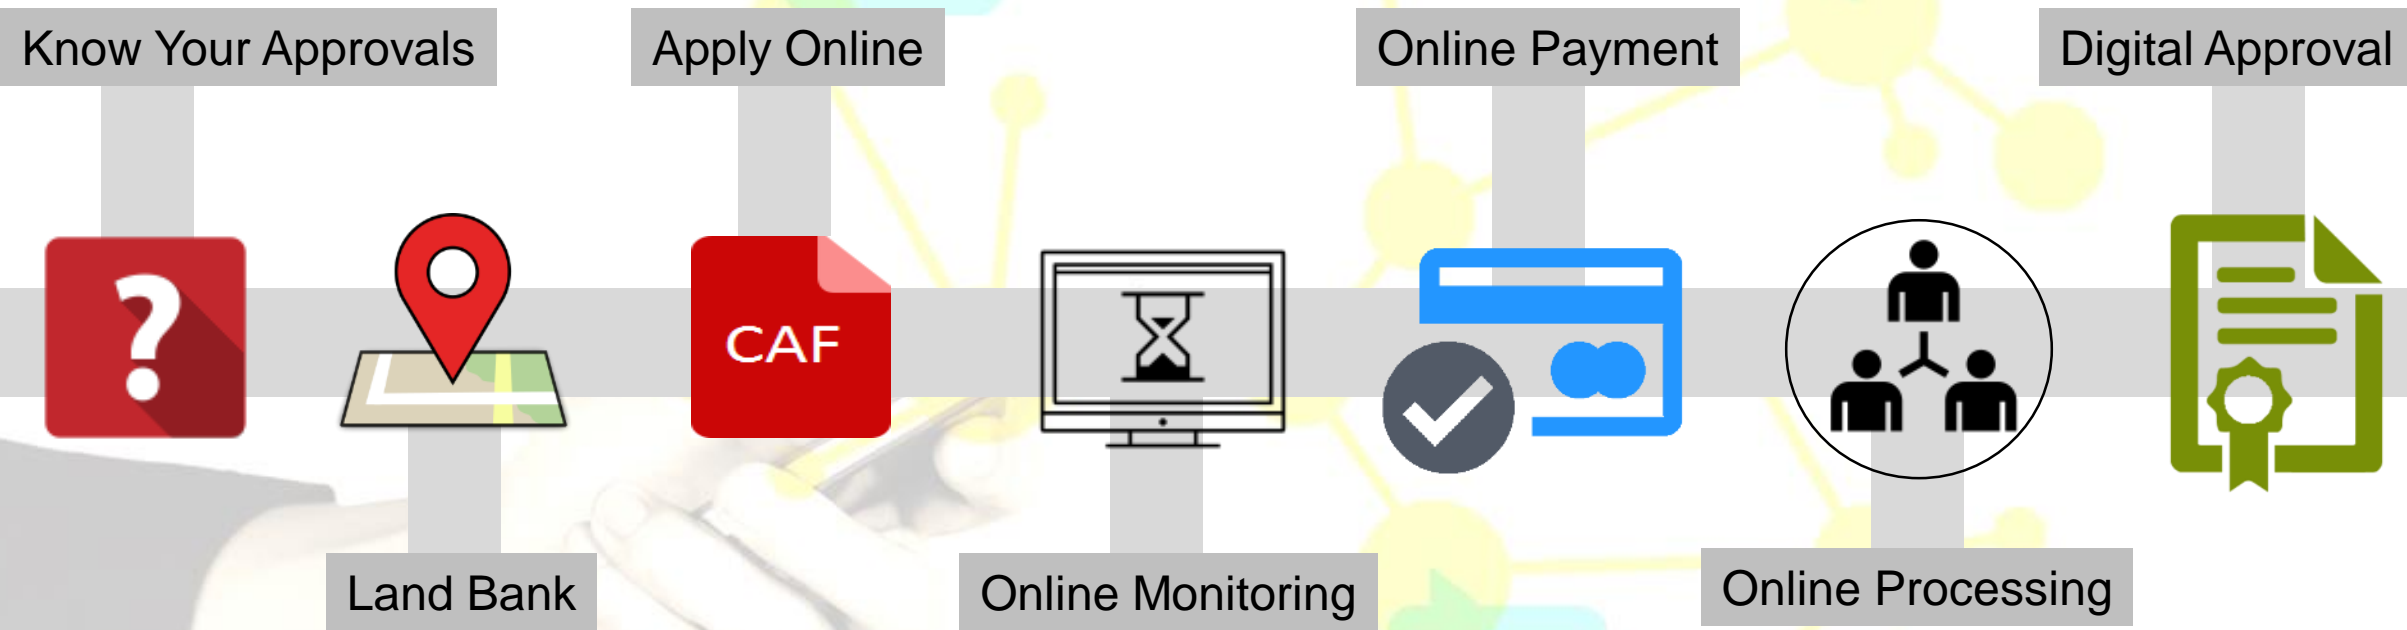 Know Your Approvals
Apply Online
Online Payment
Digital Approval
?
CAF
Land Bank
Online Monitoring
Online Processing